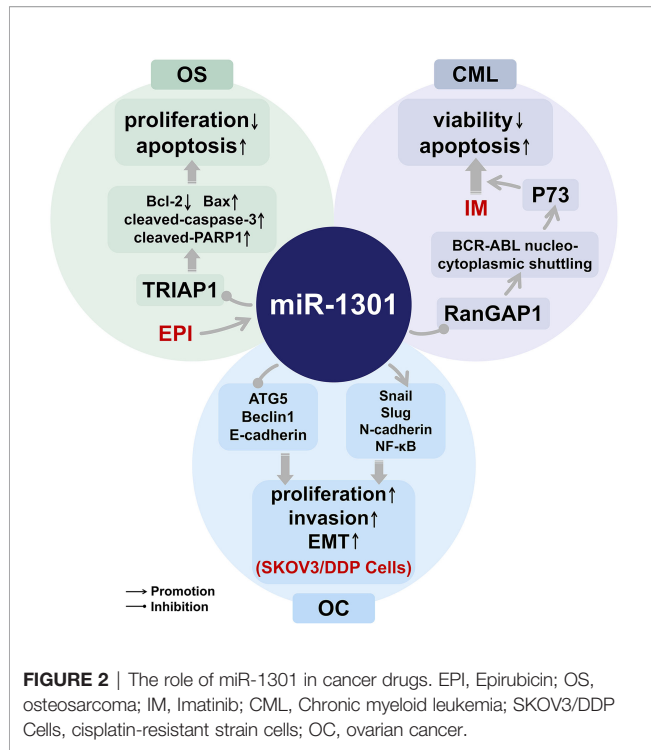 OS
proliferation↓
apoptosis↑
Bcl-2↓ Bax↑
cleaved-caspase-3↑
cleaved-PARP1↑
TRIAP1
EPI
miR-1301
CML
viability↓
apoptosis↑
IM
P73
BCR-ABL nucleo-
cytoplasmic shuttling
RanGAP1
ATG5
Beclin1
E-cadherin
Snail
Slug
N-cadherin
NF-κB
proliferation↑
invasion↑
EMT↑
(SKOV3/DDP Cells)
OC
Promotion
Inhibition
FIGURE 2 | The role of miR-1301 in cancer drugs. EPI, Epirubicin; OS,
osteosarcoma; IM, Imatinib; CML, Chronic myeloid leukemia; SKOV3/DDP
Cells, cisplatin-resistant strain cells; OC, ovarian cancer.